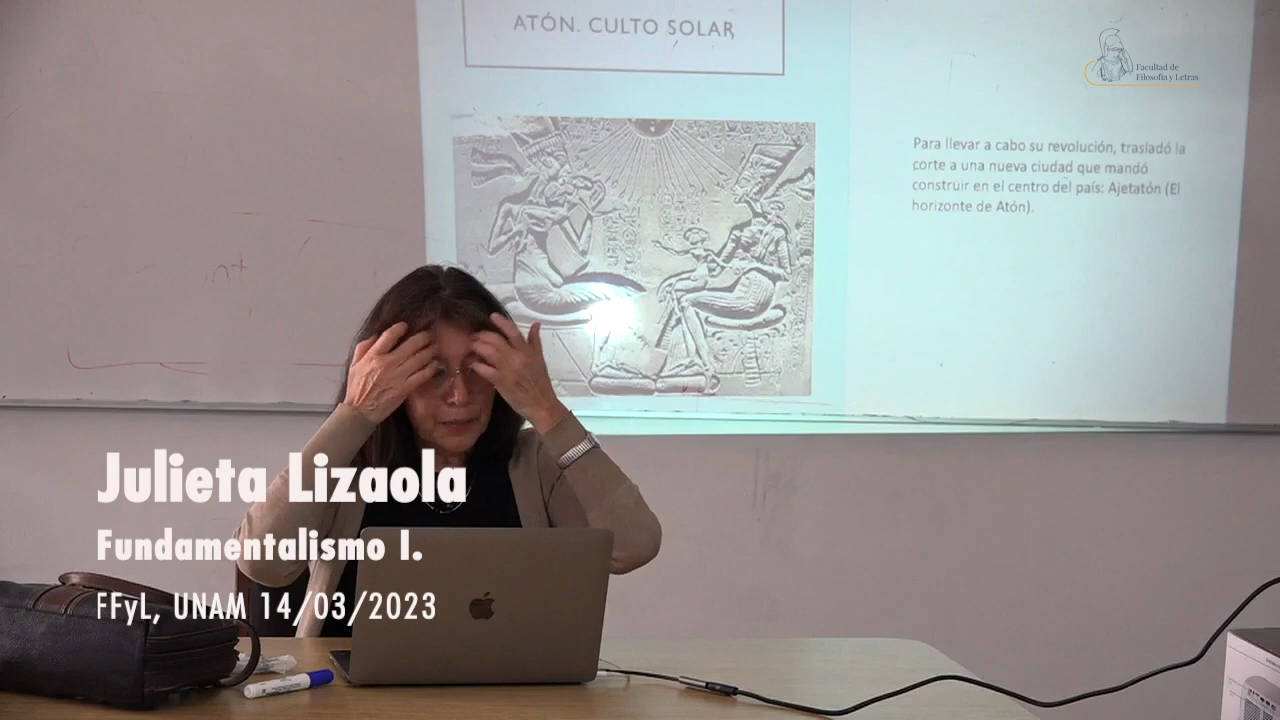 ATÓN. CULTO SOLAR
Facultad de
Filosofía y Letras
Para llevar a cabo su revolución, trasladó la
corte a una nueva ciudad que mandó
construir en el centro del país: Ajetatón (El
horizonte de Atón).
int
Julieta Lizaola
Fundamentalismo I.
FFyL, UNAM 14/03/2023